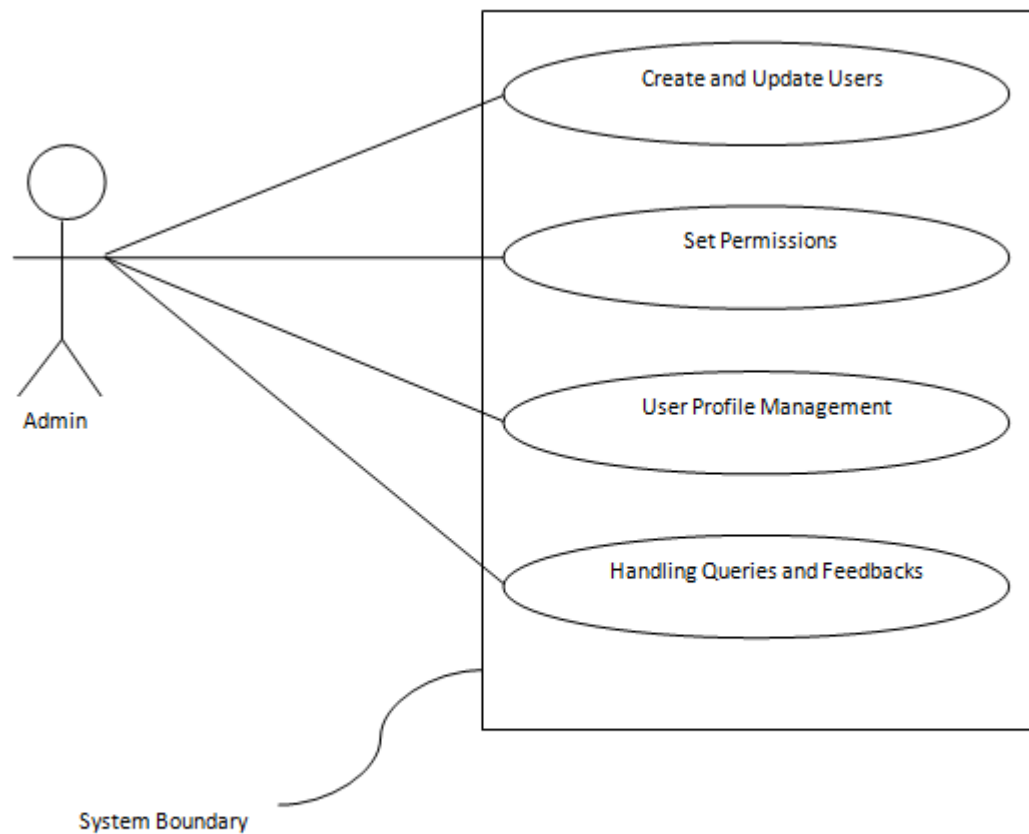 Create and Update Users
Set Permissions
User Profile Management
Admin
Handling Queries and Feedbacks
System Boundary